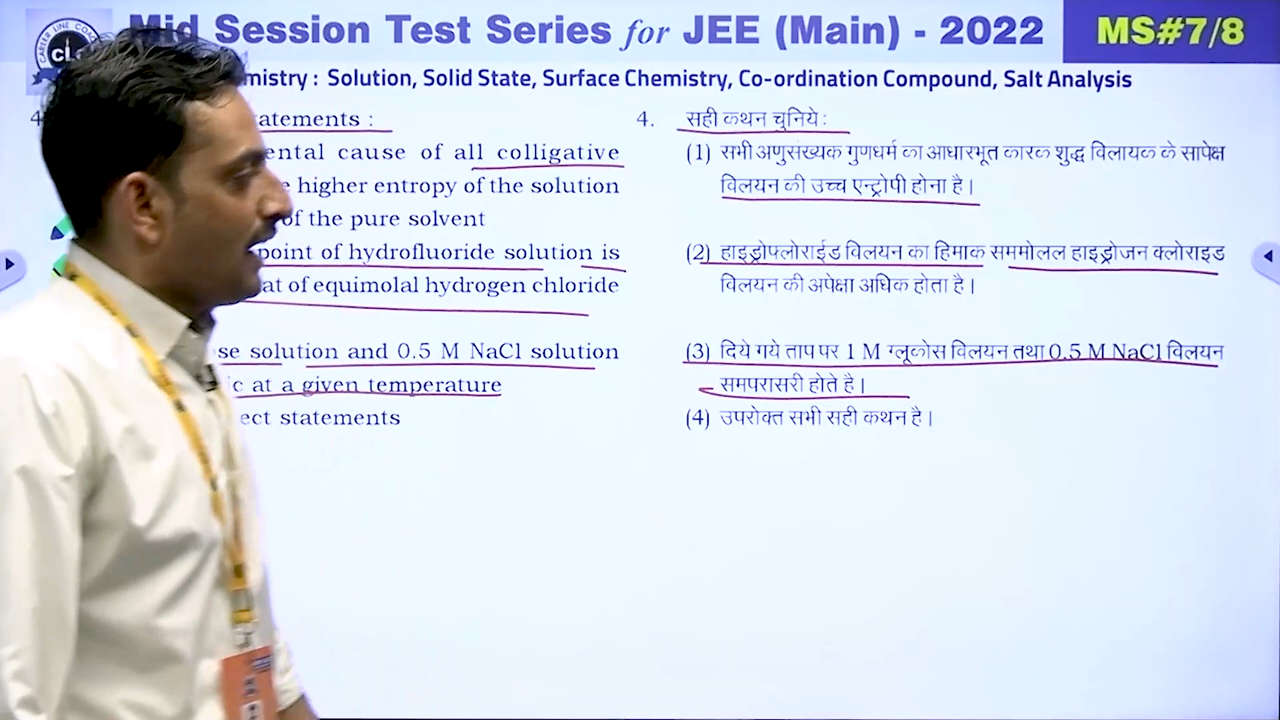 Mid Session Test Series for JEE (Main) - 2022
MS#7/8
mistry : Solution, Solid State, Surface Chemistry, Co-ordination Compound, Salt Analysis
4
atements :
ental cause of all colligative
higher entropy of the solution
of the pure solvent
point of hydrofluoride solution is
at of equimolal hydrogen chloride
se solution and 0.5 M NaCl solution
ic at a given temperature
ect statements
4. सही कथन चुनिये :
(1) सभी अणुसंख्यक गुणधर्म का आधारभूत कारक शुद्ध विलायक के सापेक्ष
विलयन की उच्च एन्ट्रोपी होना है।
(2) हाइड्रोफ्लोराईड विलयन का हिमाक सममोलल हाइड्रोजन क्लोराइड
विलयन की अपेक्षा अधिक होता है।
(3) दिये गये ताप पर 1 M ग्लूकोस विलयन तथा 0.5 M NaCl विलयन
समपरासरी होते है।
(4) उपरोक्त सभी सही कथन है।